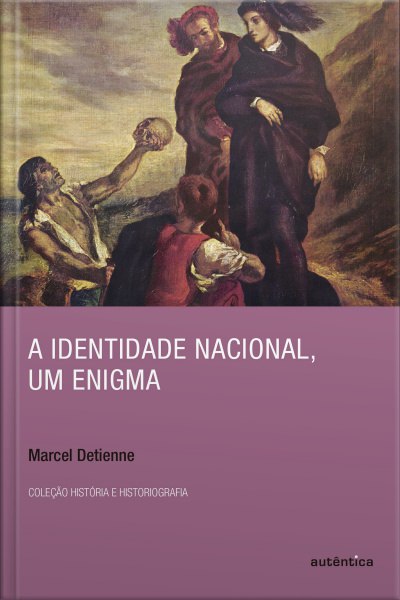 A IDENTIDADE NACIONAL,
UM ENIGMA
Marcel Detienne
COLEÇÃO HISTÓRIA E HISTORIOGRAFIA
autêntica